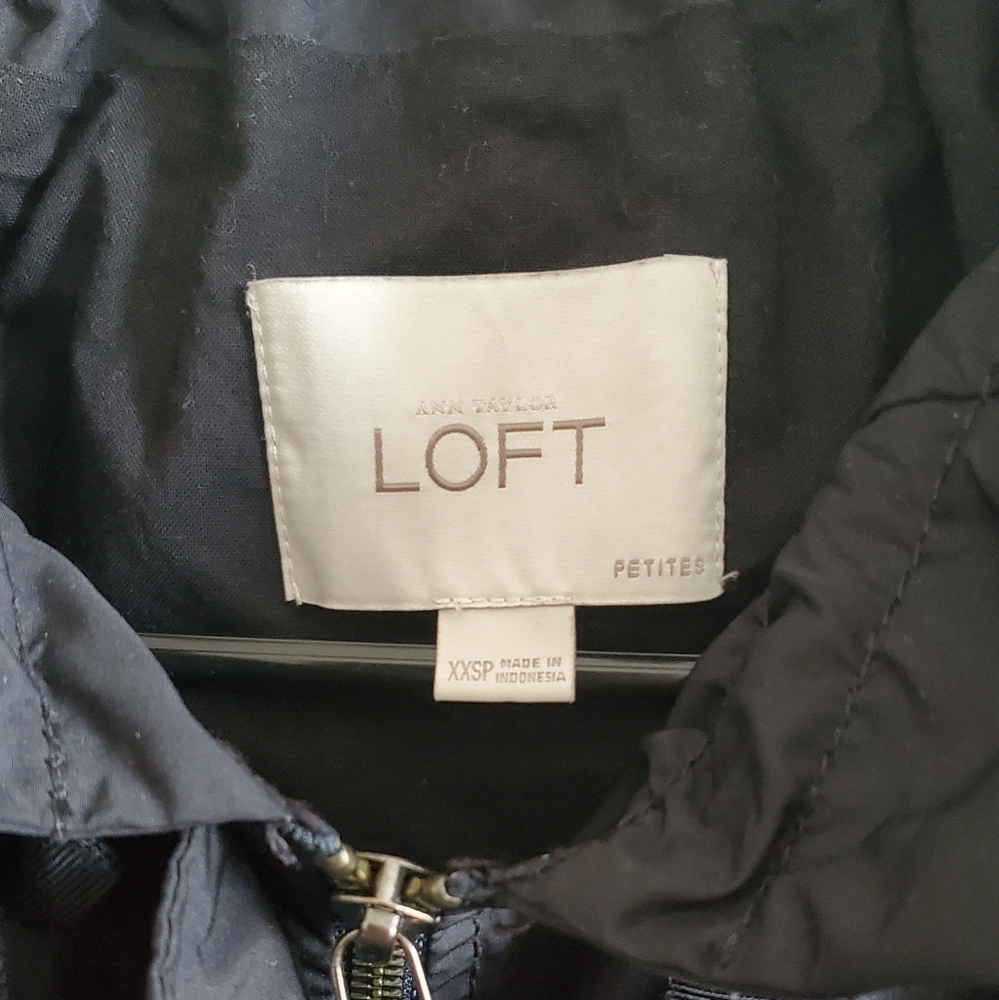 ANN TAYLOR
LOFT
PETITES
XXSP MADE IN
INDONESIA